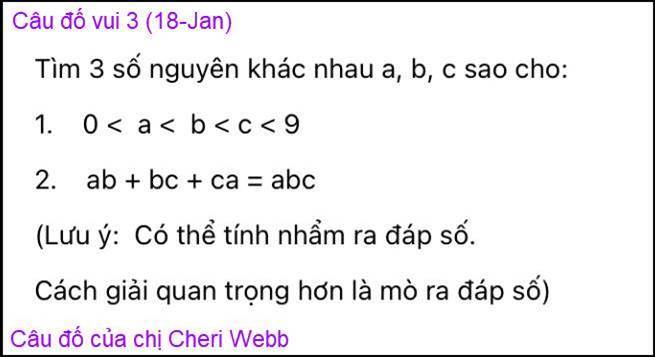 Câu đố vui 3 (18-Jan)
Tìm 3 số nguyên khác nhau a, b, c sao cho:
1. 0 < a < b < c < 9
2. ab + bc + ca = abc
(Lưu ý: Có thể tính nhẩm ra đáp số.
Cách giải quan trọng hơn là mò ra đáp số)
Câu đố của chị Cheri Webb